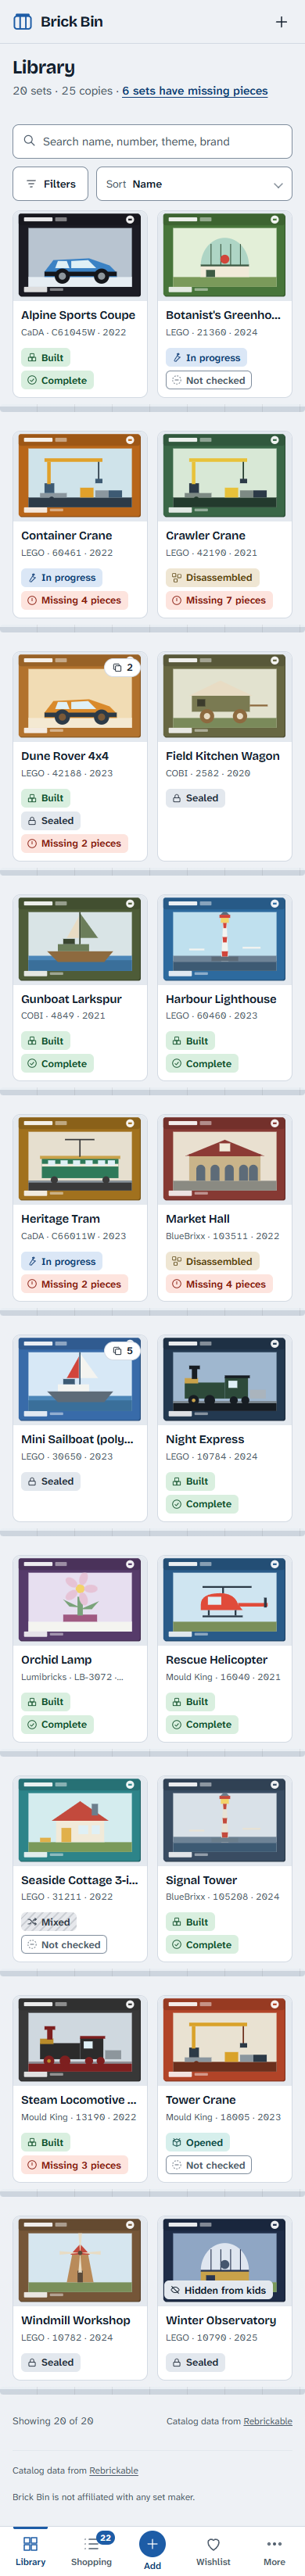 Brick Bin
Library
20 sets · 25 copies · 6 sets have missing pieces
Search name, number, theme, brand
Filters
Sort Name
Alpine Sports Coupe
CaDA · C61045W · 2022
Built
Complete
Botanist's Greenho...
LEGO · 21360 · 2024
In progress
Not checked
Container Crane
LEGO · 60461 · 2022
In progress
Missing 4 pieces
Crawler Crane
LEGO · 42190 · 2021
Disassembled
Missing 7 pieces
2
Dune Rover 4x4
LEGO · 42188 · 2023
Built
Sealed
Missing 2 pieces
Field Kitchen Wagon
COBI · 2582 · 2020
Sealed
Gunboat Larkspur
COBI · 4849 · 2021
Built
Complete
Harbour Lighthouse
LEGO · 60460 · 2023
Built
Complete
Heritage Tram
CaDA · C66011W · 2023
In progress
Missing 2 pieces
Market Hall
BlueBrixx · 103511 · 2022
Disassembled
Missing 4 pieces
5
Mini Sailboat (poly...
LEGO · 30650 · 2023
Sealed
Night Express
LEGO · 10784 · 2024
Built
Complete
Orchid Lamp
Lumibricks · LB-3072 ·...
Built
Complete
Rescue Helicopter
Mould King · 16040 · 2021
Built
Complete
Seaside Cottage 3-i...
LEGO · 31211 · 2022
Mixed
Not checked
Signal Tower
BlueBrixx · 105208 · 2024
Built
Complete
Steam Locomotive ...
Mould King · 13190 · 2022
Built
Missing 3 pieces
Tower Crane
Mould King · 18005 · 2023
Opened
Not checked
Windmill Workshop
LEGO · 10782 · 2024
Sealed
Hidden from kids
Winter Observatory
LEGO · 10790 · 2025
Sealed
Showing 20 of 20
Catalog data from Rebrickable
Catalog data from Rebrickable
Brick Bin is not affiliated with any set maker.
Library
22
Shopping
Add
Wishlist
More